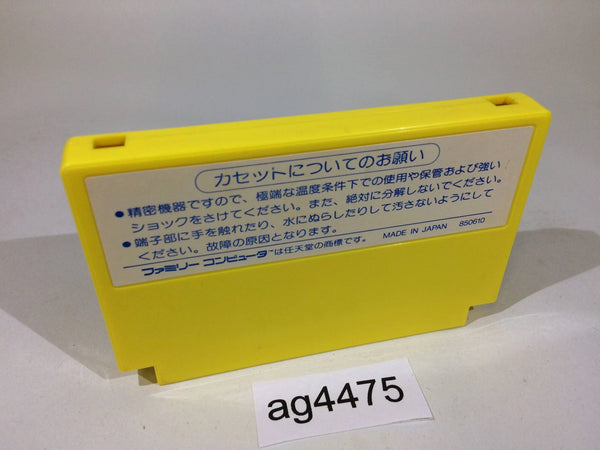 カセットについてのお願い
●精密機器ですので、極端な温度条件下での使用や保管および強い
ショックをさけてください。また、絶対に分解しないでください。
●端子部に手を触れたり、水にぬらしたりして汚さないようにして
ください。故障の原因となります。 MADE IN JAPAN 850610
ファミリーコンピュータ™は任天堂の商標です。
ag4475